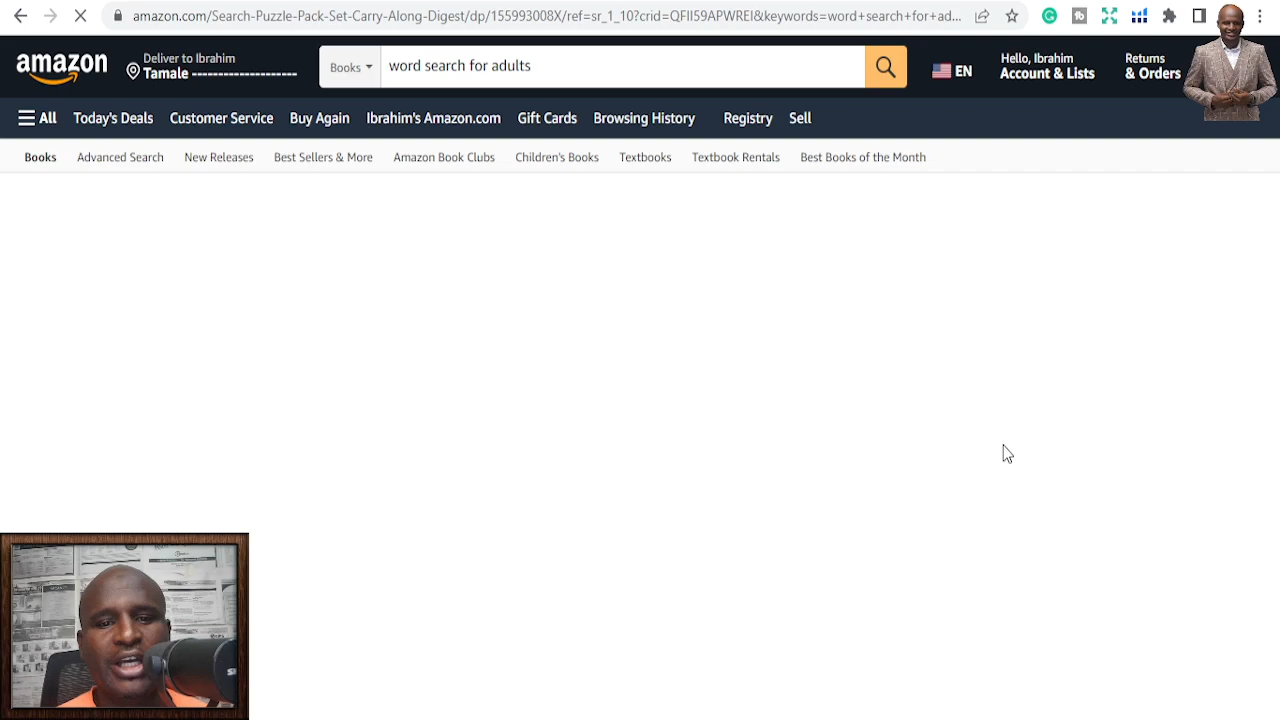 amazon.com/Search-Puzzle-Pack-Set-Carry-Along-Digest/dp/155993008X/ref=sr_1_10?crid=QFII59APWREI&keywords=word+search+for+ad...
amazon
Deliver to Ibrahim
Tamale --------------------
Books
word search for adults
EN
Hello, Ibrahim
Account & Lists
Returns
& Orders
All
Today's Deals
Customer Service
Buy Again
Ibrahim's Amazon.com
Gift Cards
Browsing History
Registry
Sell
Books
Advanced Search
New Releases
Best Sellers & More
Amazon Book Clubs
Children's Books
Textbooks
Textbook Rentals
Best Books of the Month